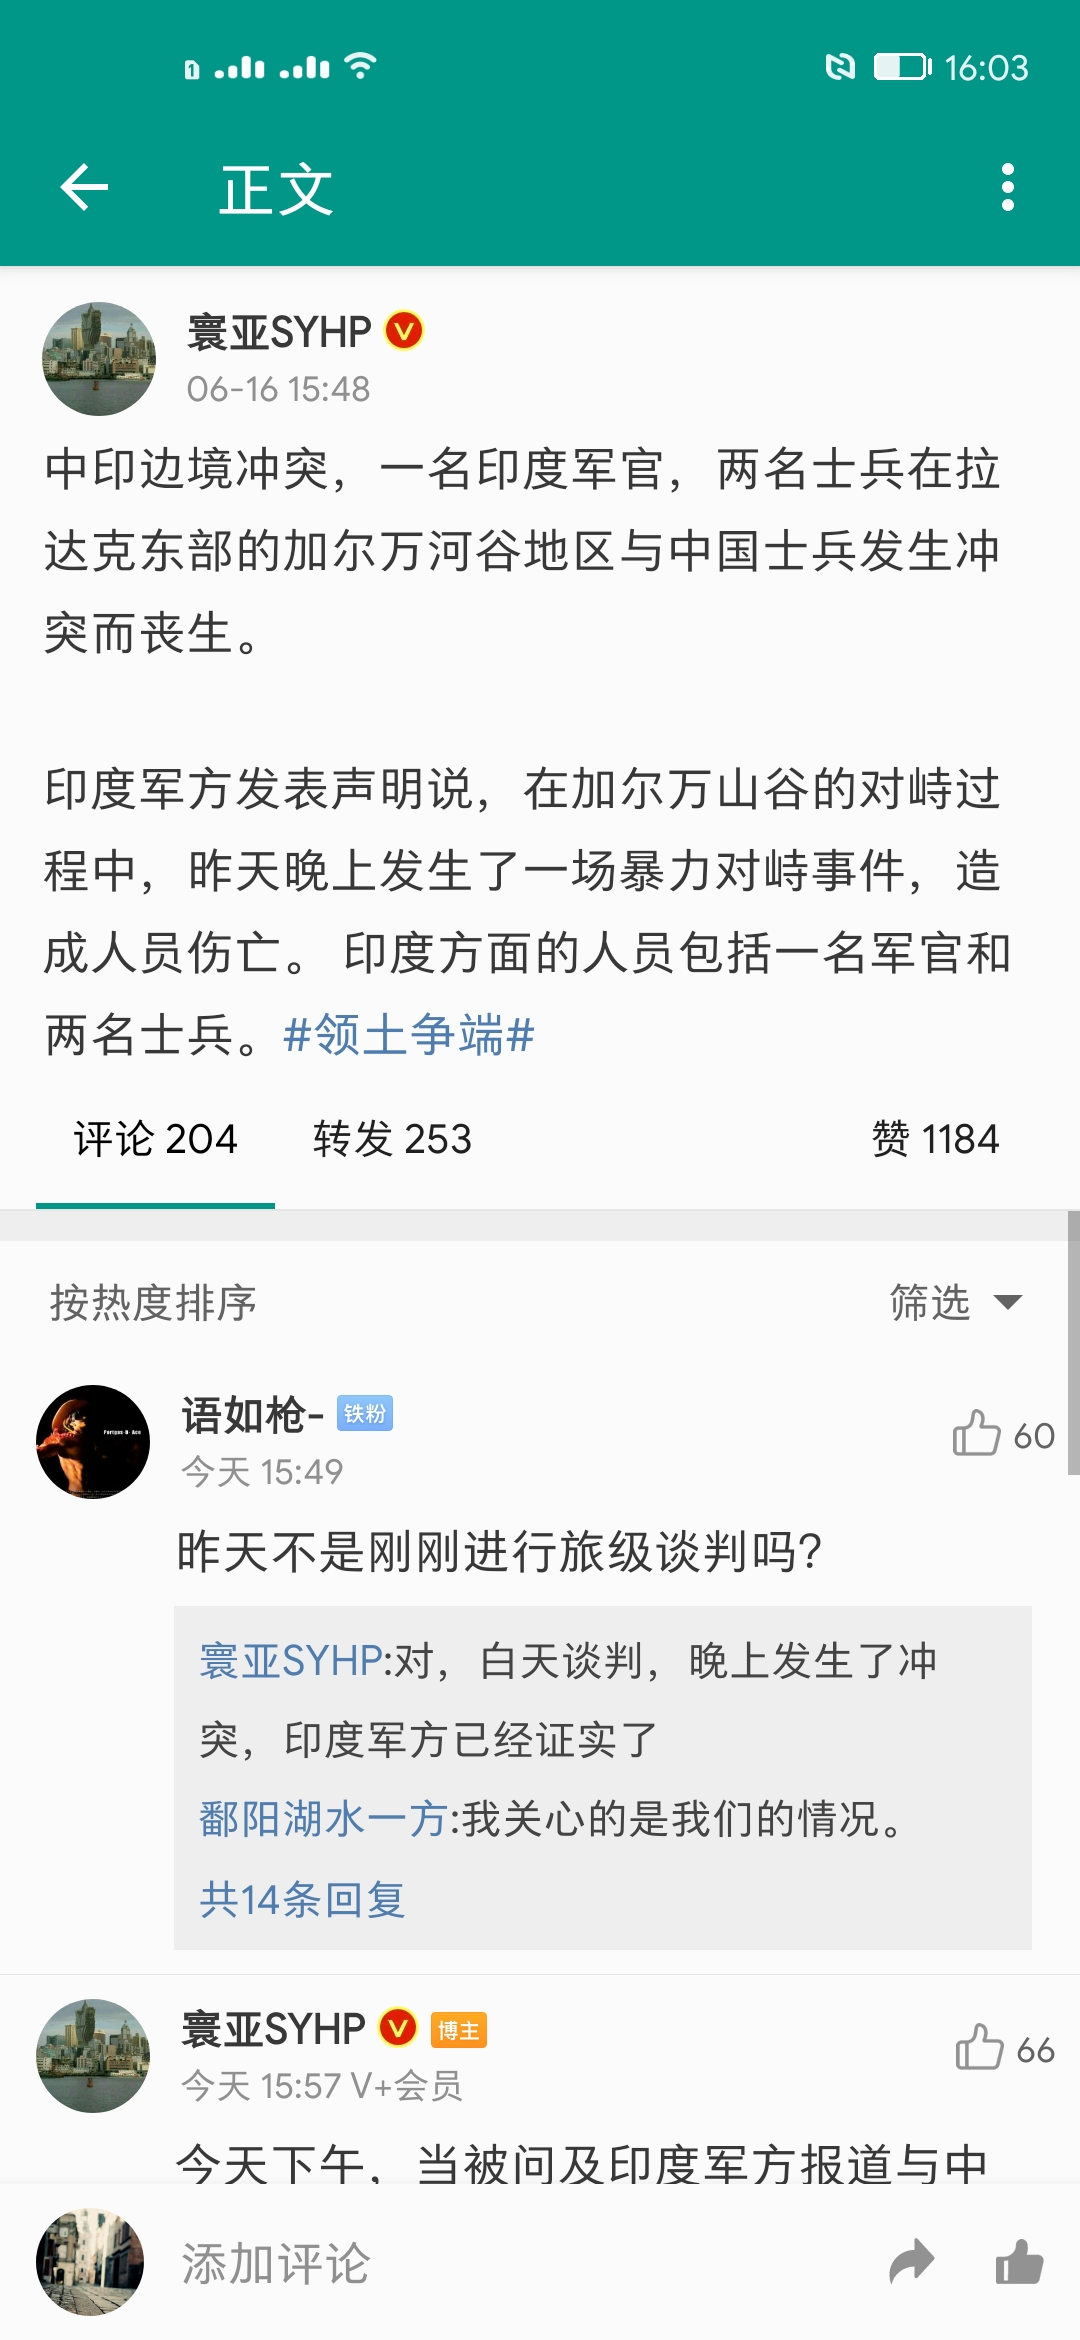 16:03
正文
寰亚SYHP
06-16 15:48
中印边境冲突，一名印度军官，两名士兵在拉
达克东部的加尔万河谷地区与中国士兵发生冲
突而丧生。
印度军方发表声明说，在加尔万山谷的对峙过
程中，昨天晚上发生了一场暴力对峙事件，造
成人员伤亡。 印度方面的人员包括一名军官和
两名士兵。#领土争端#
评论 204 转发 253 赞 1184
按热度排序 筛选
语如枪- 铁粉
60
今天 15:49
昨天不是刚刚进行旅级谈判吗？
寰亚SYHP:对，白天谈判，晚上发生了冲
突，印度军方已经证实了
鄱阳湖水一方:我关心的是我们的情况。
共14条回复
寰亚SYHP 博主
66
今天 15:57 V+会员
今天下午，当被问及印度军方报道与中
添加评论